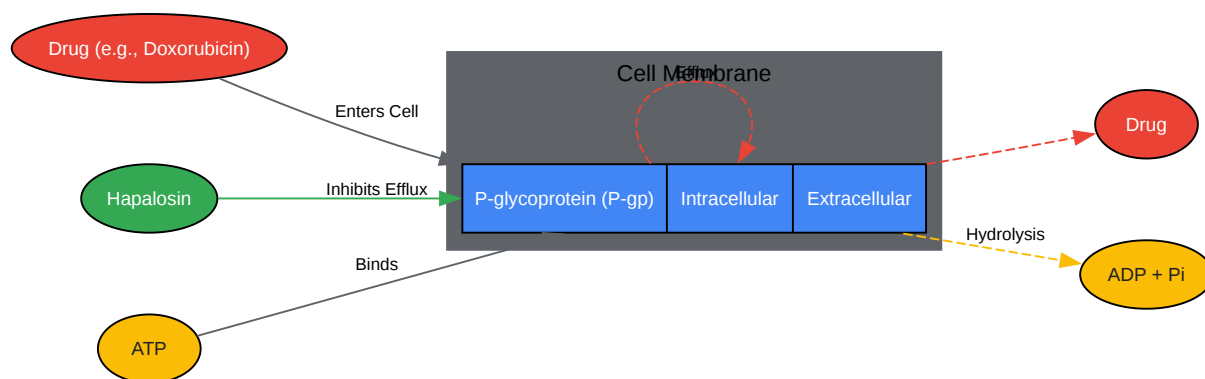 Drug (e.g., Doxorubicin)
Cell Membrane
Efflux
Enters Cell
Drug
Hapalosin
Inhibits Efflux
P-glycoprotein (P-gp)
Intracellular
Extracellular
Hydrolysis
Binds
ADP + Pi
ATP